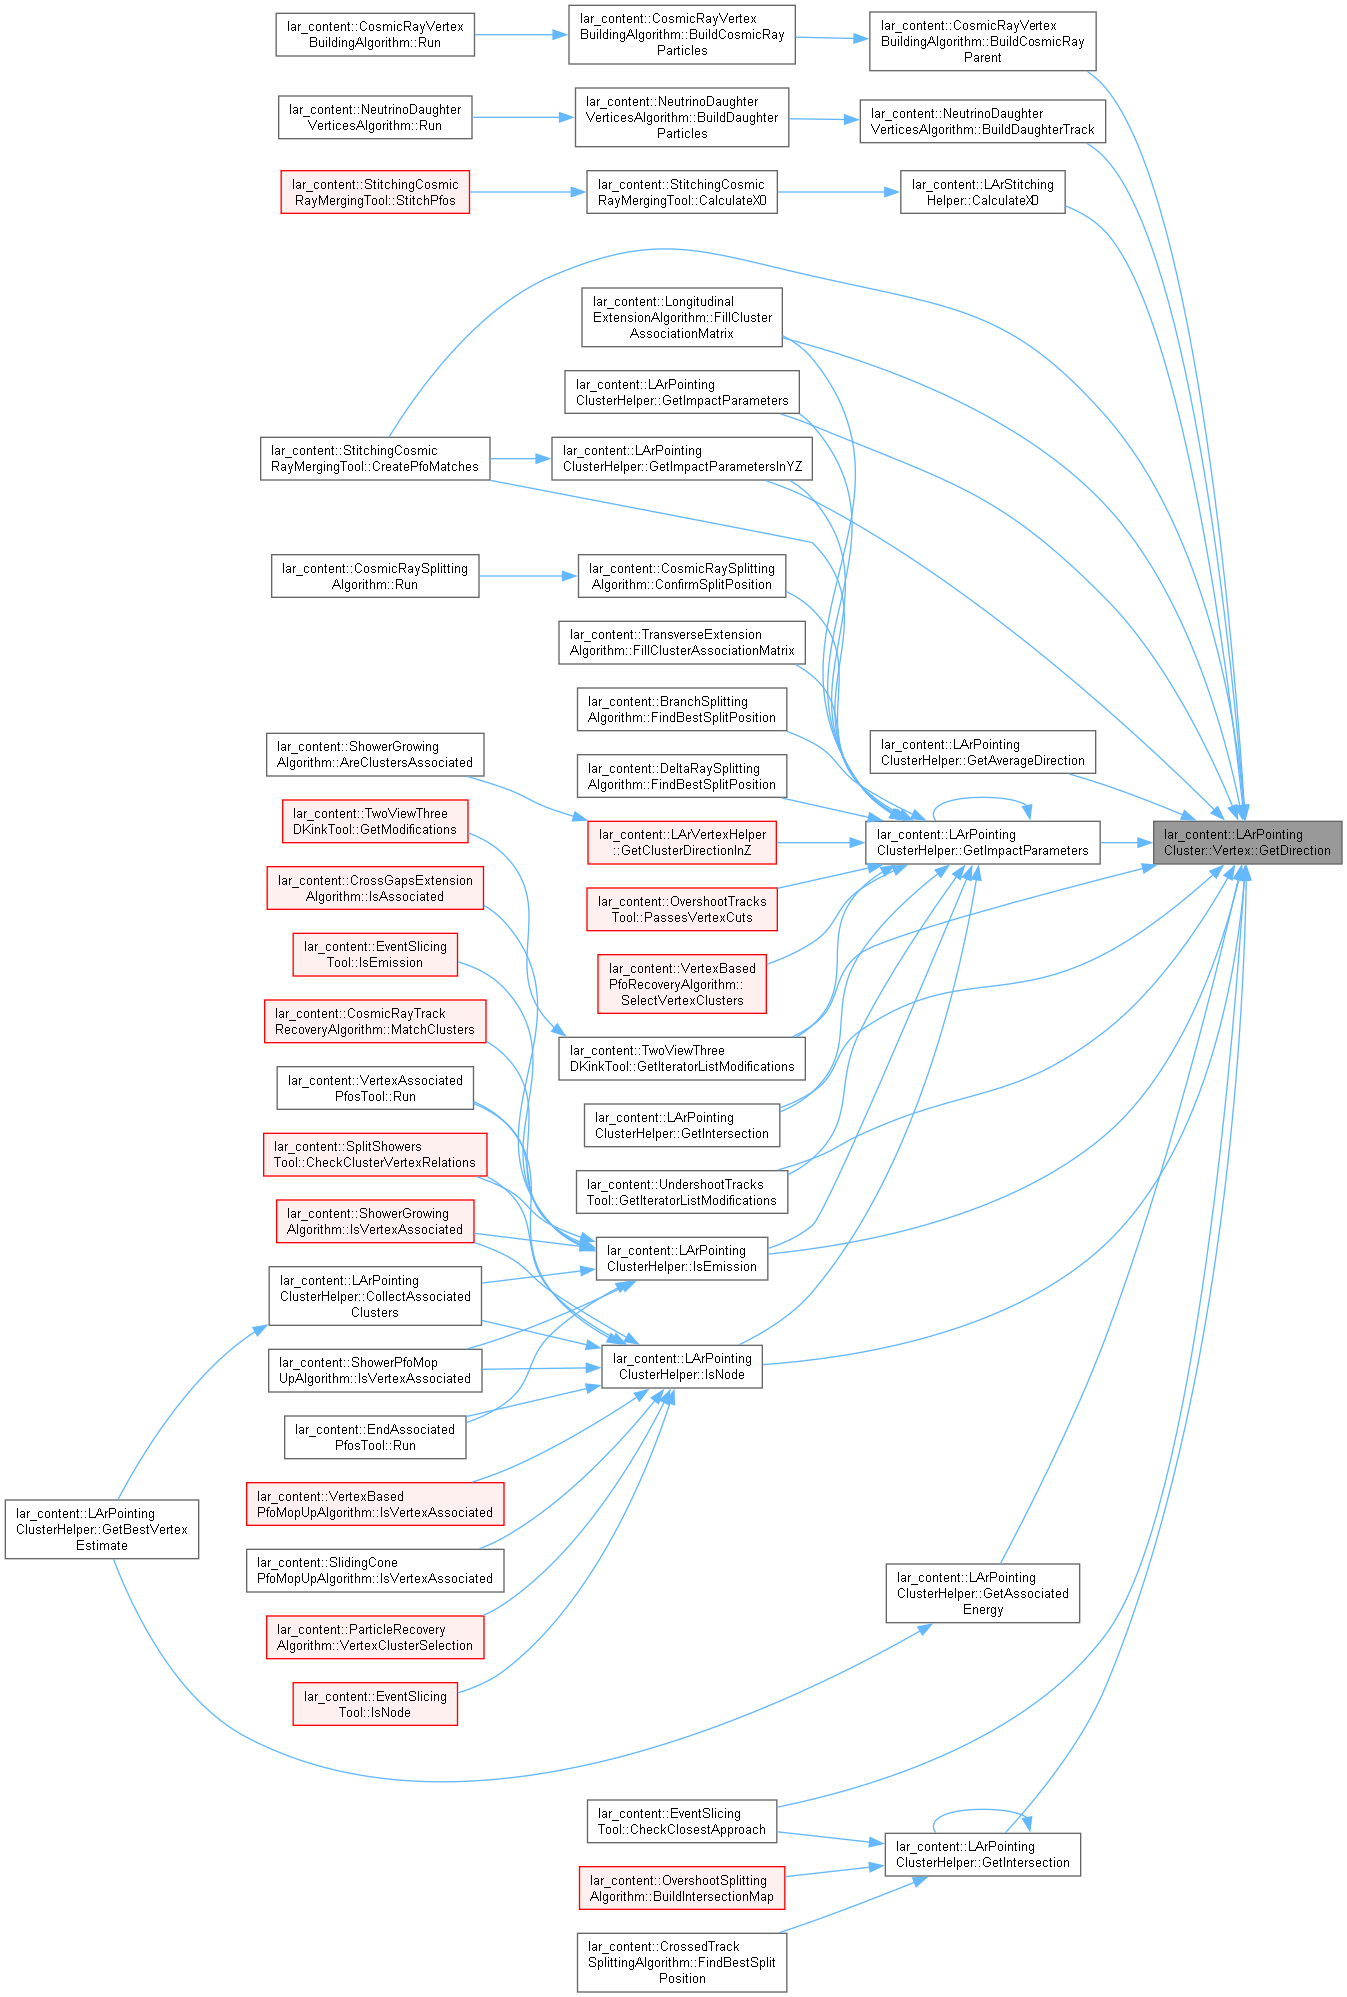 lar_content::CosmicRayVertex
BuildingAlgorithm::Run
lar_content::CosmicRayVertex
BuildingAlgorithm::BuildCosmicRay
Particles
lar_content::CosmicRayVertex
BuildingAlgorithm::BuildCosmicRay
Parent
lar_content::NeutrinoDaughter
VerticesAlgorithm::Run
lar_content::NeutrinoDaughter
VerticesAlgorithm::BuildDaughter
Particles
lar_content::NeutrinoDaughter
VerticesAlgorithm::BuildDaughterTrack
lar_content::StitchingCosmic
RayMergingTool::StitchPfos
lar_content::StitchingCosmic
RayMergingTool::CalculateX0
lar_content::LArStitching
Helper::CalculateX0
lar_content::Longitudinal
ExtensionAlgorithm::FillCluster
AssociationMatrix
lar_content::LArPointing
ClusterHelper::GetImpactParameters
lar_content::StitchingCosmic
RayMergingTool::CreatePfoMatches
lar_content::LArPointing
ClusterHelper::GetImpactParametersInYZ
lar_content::CosmicRaySplitting
Algorithm::Run
lar_content::CosmicRaySplitting
Algorithm::ConfirmSplitPosition
lar_content::TransverseExtension
Algorithm::FillClusterAssociationMatrix
lar_content::BranchSplitting
Algorithm::FindBestSplitPosition
lar_content::ShowerGrowing
Algorithm::AreClustersAssociated
lar_content::DeltaRaySplitting
Algorithm::FindBestSplitPosition
lar_content::LArPointing
ClusterHelper::GetAverageDirection
lar_content::TwoViewThree
DKinkTool::GetModifications
lar_content::LArVertexHelper
::GetClusterDirectionInZ
lar_content::LArPointing
ClusterHelper::GetImpactParameters
lar_content::LArPointing
Cluster::Vertex::GetDirection
lar_content::CrossGapsExtension
Algorithm::IsAssociated
lar_content::OvershootTracks
Tool::PassesVertexCuts
lar_content::EventSlicing
Tool::IsEmission
lar_content::VertexBased
PfoRecoveryAlgorithm::
SelectVertexClusters
lar_content::CosmicRayTrack
RecoveryAlgorithm::MatchClusters
lar_content::TwoViewThree
DKinkTool::GetIteratorListModifications
lar_content::VertexAssociated
PfosTool::Run
lar_content::LArPointing
ClusterHelper::GetIntersection
lar_content::SplitShowers
Tool::CheckClusterVertexRelations
lar_content::UndershootTracks
Tool::GetIteratorListModifications
lar_content::ShowerGrowing
Algorithm::IsVertexAssociated
lar_content::LArPointing
ClusterHelper::IsEmission
lar_content::LArPointing
ClusterHelper::CollectAssociated
Clusters
lar_content::ShowerPfoMop
UpAlgorithm::IsVertexAssociated
lar_content::LArPointing
ClusterHelper::IsNode
lar_content::EndAssociated
PfosTool::Run
lar_content::VertexBased
PfoMopUpAlgorithm::IsVertexAssociated
lar_content::LArPointing
ClusterHelper::GetBestVertex
Estimate
lar_content::SlidingCone
PfoMopUpAlgorithm::IsVertexAssociated
lar_content::LArPointing
ClusterHelper::GetAssociated
Energy
lar_content::ParticleRecovery
Algorithm::VertexClusterSelection
lar_content::EventSlicing
Tool::IsNode
lar_content::EventSlicing
Tool::CheckClosestApproach
lar_content::LArPointing
ClusterHelper::GetIntersection
lar_content::OvershootSplitting
Algorithm::BuildIntersectionMap
lar_content::CrossedTrack
SplittingAlgorithm::FindBestSplit
Position